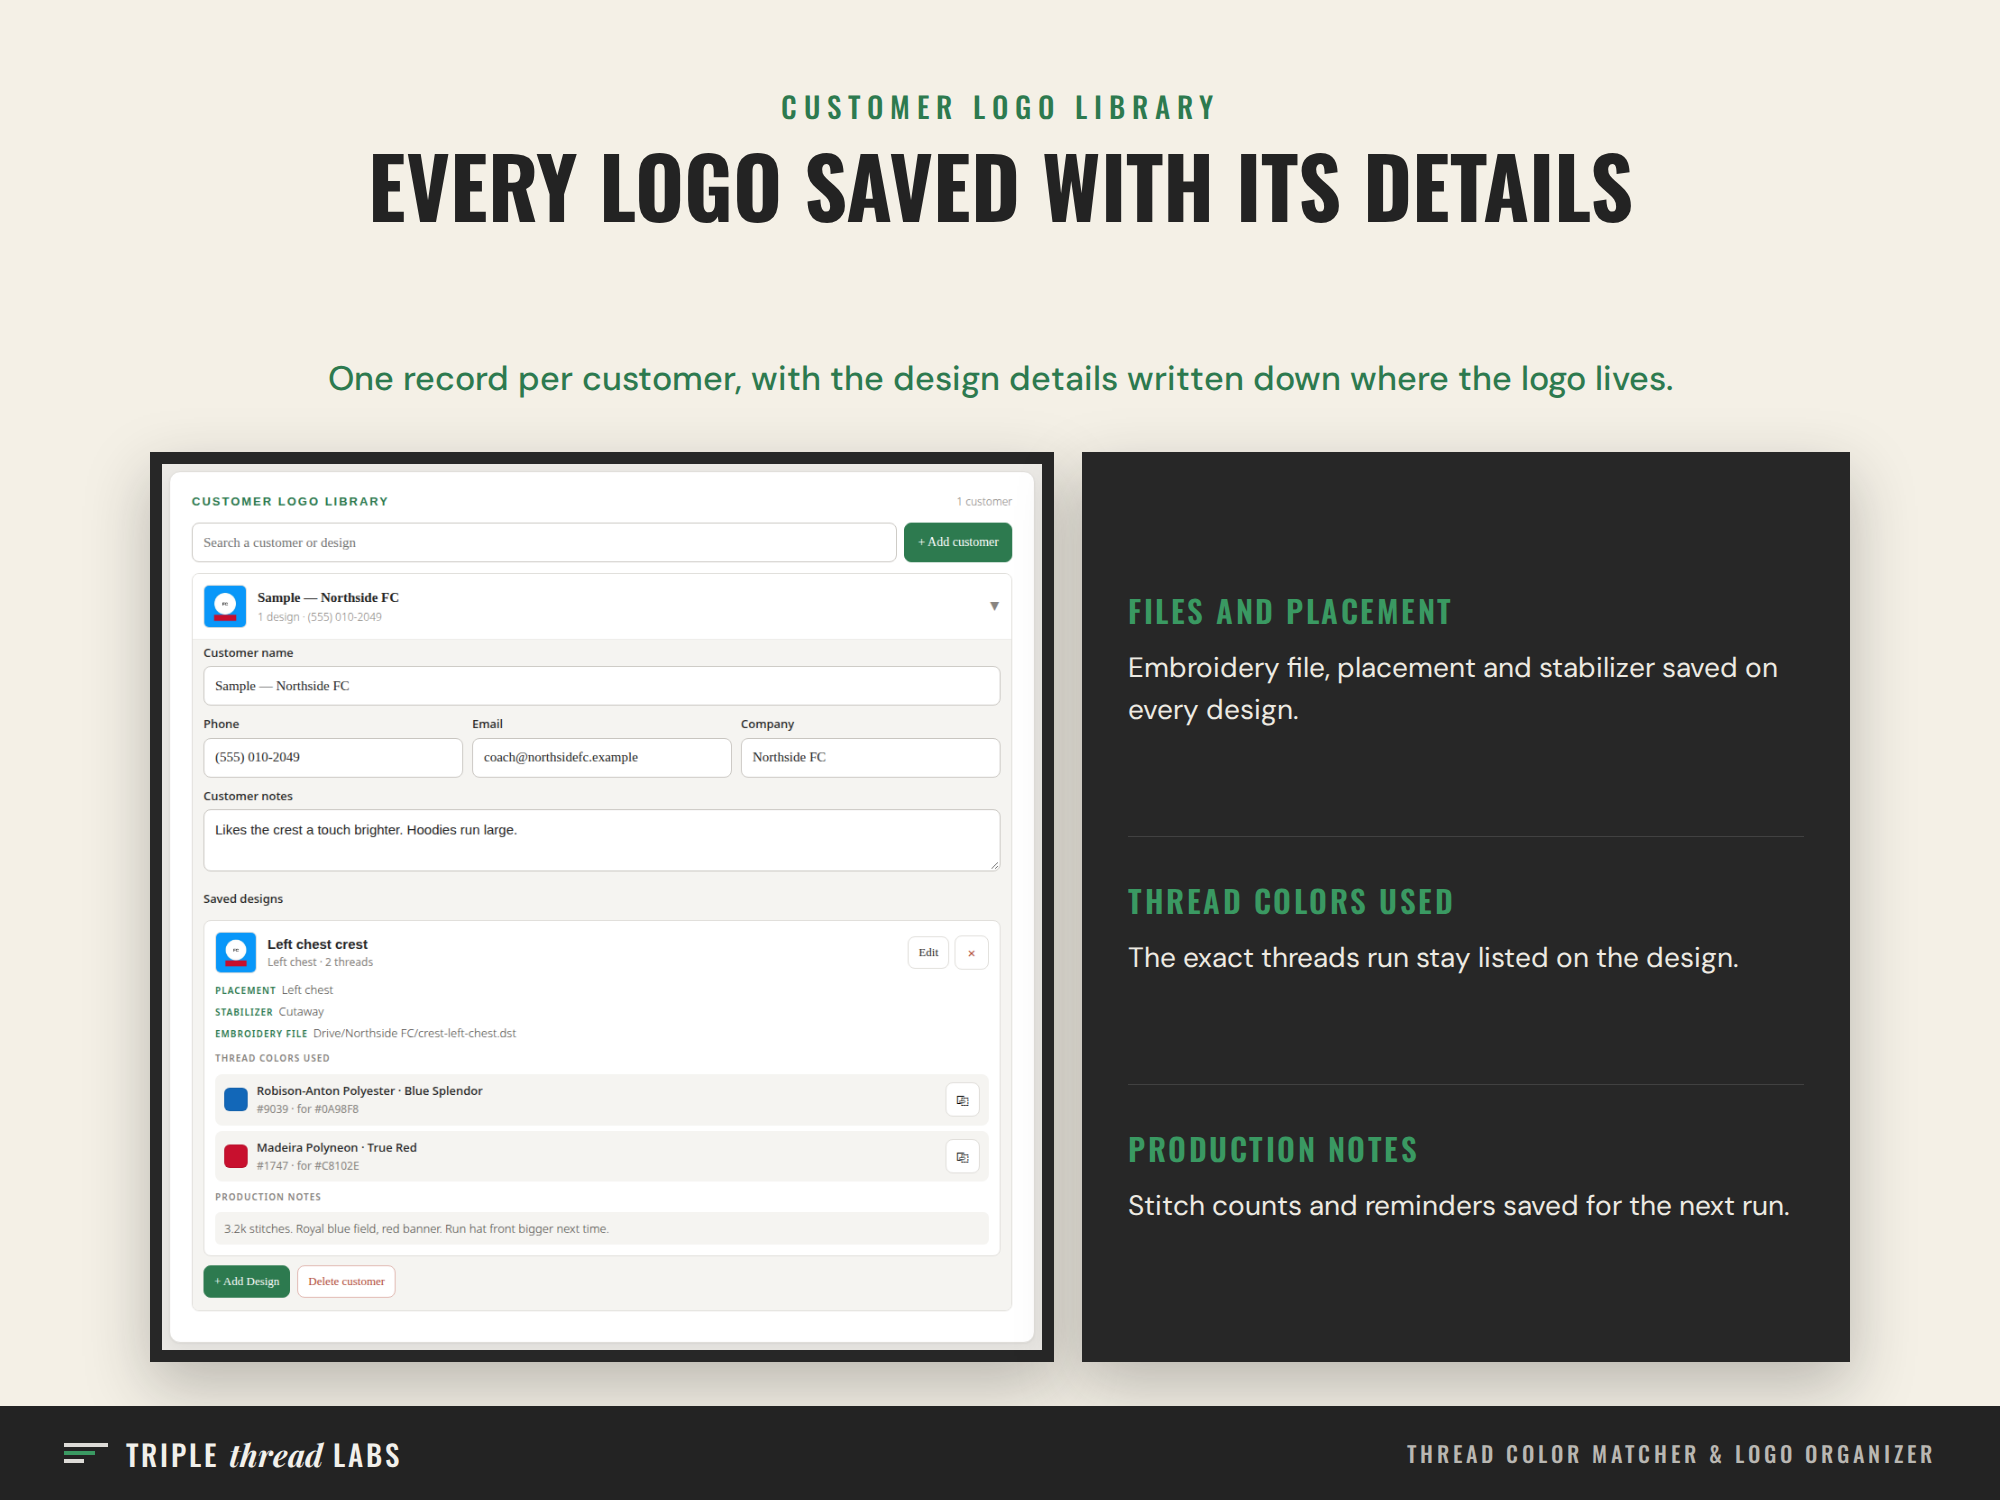 CUSTOMER LOGO LIBRARY
EVERY LOGO SAVED WITH ITS DETAILS
One record per customer, with the design details written down where the logo lives.
CUSTOMER LOGO LIBRARY
1 customer
Search a customer or design
+ Add customer
Sample — Northside FC
1 design · (555) 010-2049
Customer name
Sample — Northside FC
Phone
Email
Company
(555) 010-2049
coach@northsidefc.example
Northside FC
Customer notes
Likes the crest a touch brighter. Hoodies run large.
Saved designs
Left chest crest
Left chest · 2 threads
Edit
×
PLACEMENT Left chest
STABILIZER Cutaway
EMBROIDERY FILE Drive/Northside FC/crest-left-chest.dst
THREAD COLORS USED
Robison-Anton Polyester · Blue Splendor
#9039 · for #0A98F8
Madeira Polyneon · True Red
#1747 · for #C8102E
PRODUCTION NOTES
3.2k stitches. Royal blue field, red banner. Run hat front bigger next time.
+ Add Design
Delete customer
FILES AND PLACEMENT
Embroidery file, placement and stabilizer saved on
every design.
THREAD COLORS USED
The exact threads run stay listed on the design.
PRODUCTION NOTES
Stitch counts and reminders saved for the next run.
TRIPLE thread LABS
THREAD COLOR MATCHER & LOGO ORGANIZER